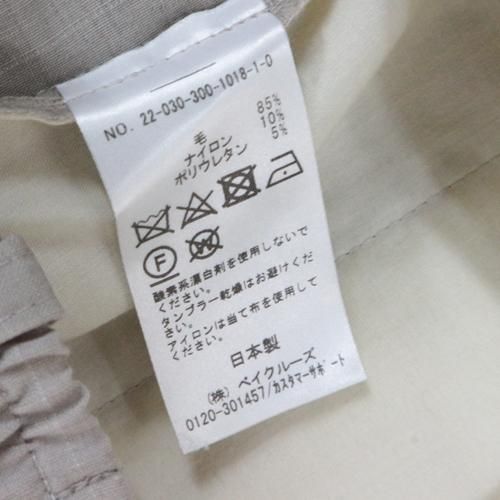 NO. 22-030-300-1018-1-0
毛 85%
ナイロン 10%
ポリウレタン 5%
F W
酸素系漂白剤を使用しないで
ください。
タンブラー乾燥はお避けくだ
さい。
アイロンは当て布を使用して
ください。
日本製
(株) ベイクルーズ
0120-301457/カスタマーサポート